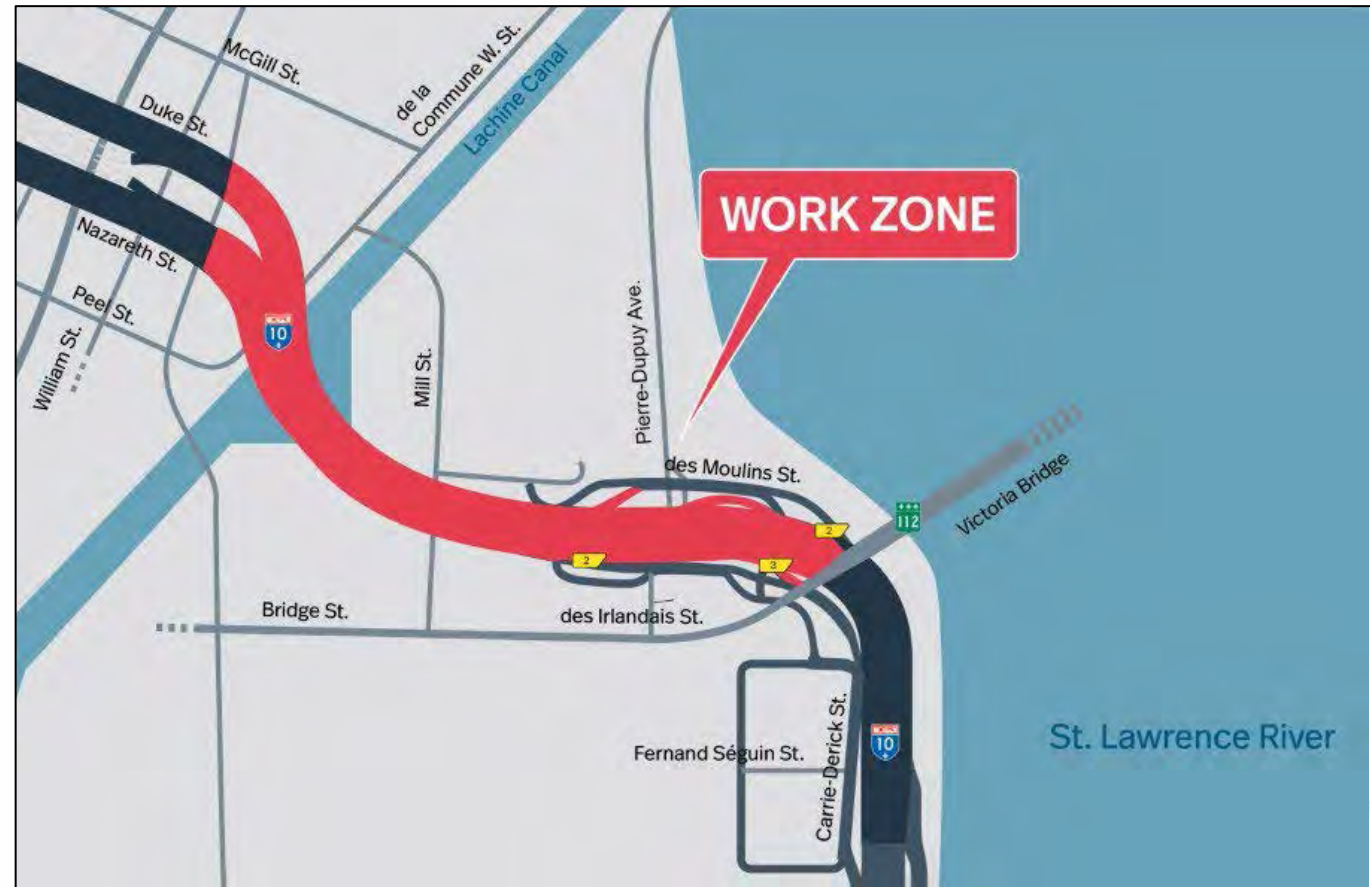 McGill St.
de la
Commune W. St.
Lachine Canal
Duke St.
WORK ZONE
Nazareth St.
Peel St.
10
William St.
Mill St.
Pierre-Dupuy Ave.
des Moulins St.
2
112
Victoria Bridge
2
3
Bridge St.
des Irlandais St.
Fernand Séguin St.
Carrie-Derick St.
10
St. Lawrence River